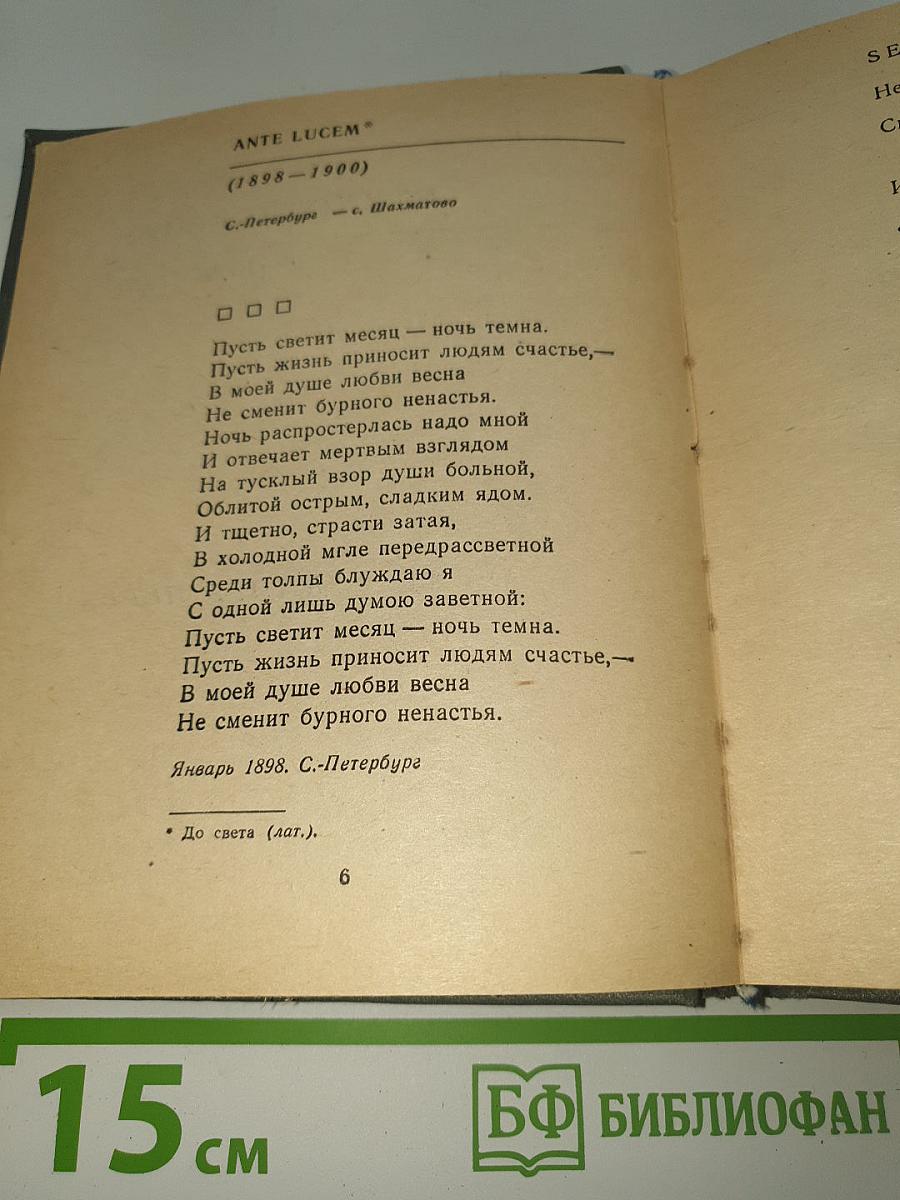 ANTE LUCEM*
(1898—1900)
С.-Петербург — с. Шахматово
Пусть светит месяц — ночь темна.
Пусть жизнь приносит людям счастье,—
В моей душе любви весна
Не сменит бурного ненастья.
Ночь распростерлась надо мной
И отвечает мертвым взглядом
На тусклый взор души больной,
Облитой острым, сладким ядом.
И тщетно, страсти затая,
В холодной мгле передрассветной
Среди толпы блуждаю я
С одной лишь думою заветной:
Пусть светит месяц — ночь темна.
Пусть жизнь приносит людям счастье,—
В моей душе любви весна
Не сменит бурного ненастья.
Январь 1898. С.-Петербург
* До света (лат.).
6
SE
Не
15 см
БФ БИБЛИОФАН